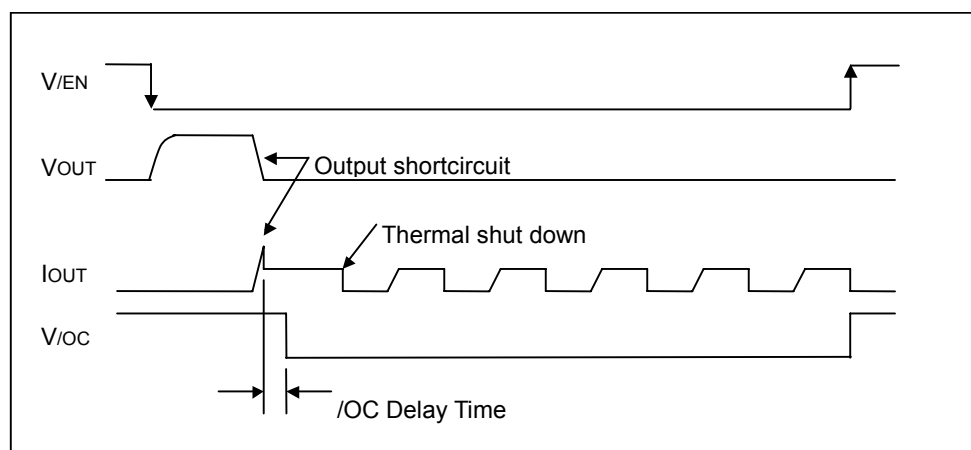 V/EN
VOUT
Output shortcircuit
Thermal shut down
IOUT
V/OC
/OC Delay Time